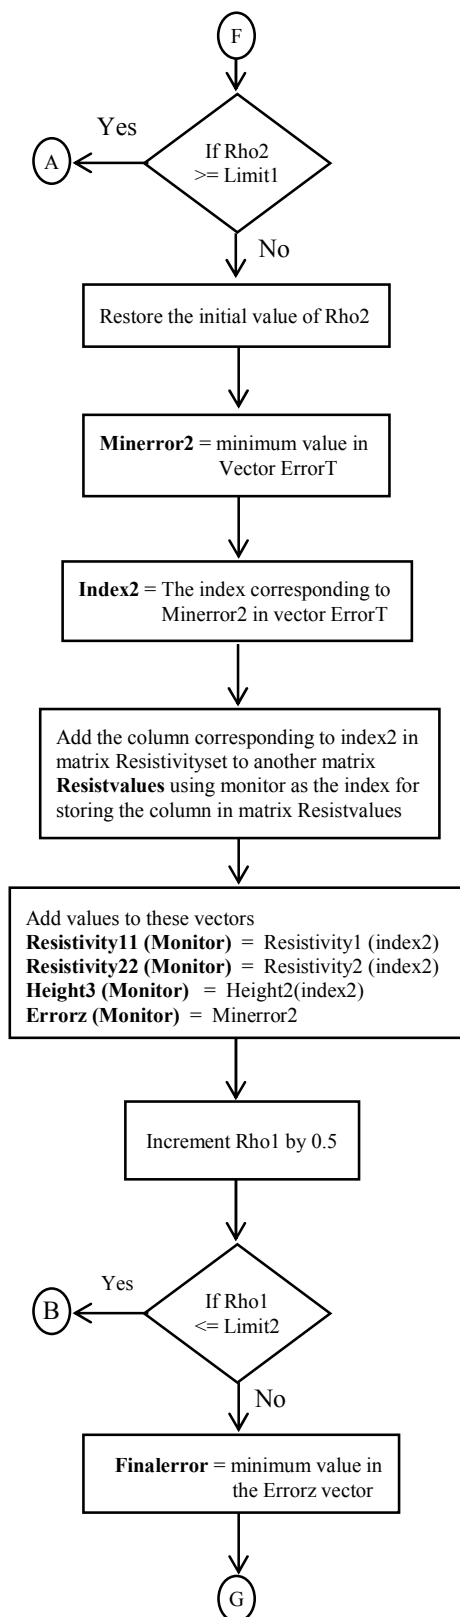 F
Yes
If Rho2
A
>= Limit1
No
Restore the initial value of Rho2
Minerror2 = minimum value in
Vector ErrorT
Index2 = The index corresponding to
Minerror2 in vector ErrorT
Add the column corresponding to index2 in
matrix Resistivityset to another matrix
Resistvalues using monitor as the index for
storing the column in matrix Resistvalues
Add values to these vectors
Resistivity11 (Monitor) = Resistivity1 (index2)
Resistivity22 (Monitor) = Resistivity2 (index2)
Height3 (Monitor) = Height2(index2)
Errorz (Monitor) = Minerror2
Increment Rho1 by 0.5
Yes
If Rho1
B
<= Limit2
No
Finalerror = minimum value in
the Errorz vector
G